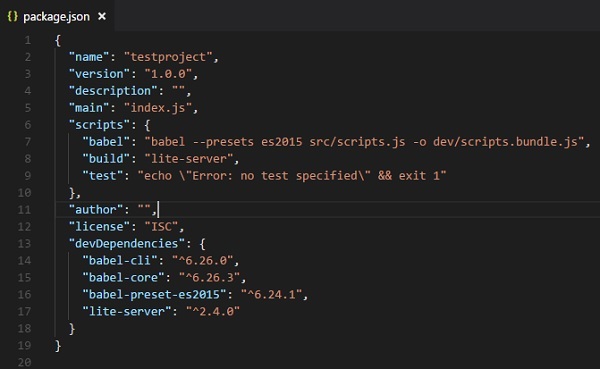 {} package.json ×
1 {
2 "name": "testproject",
3 "version": "1.0.0",
4 "description": "",
5 "main": "index.js",
6 "scripts": {
7 "babel": "babel --presets es2015 src/scripts.js -o dev/scripts.bundle.js",
8 "build": "lite-server",
9 "test": "echo \"Error: no test specified\" && exit 1"
10 },
11 "author": "",
12 "license": "ISC",
13 "devDependencies": {
14 "babel-cli": "^6.26.0",
15 "babel-core": "^6.26.3",
16 "babel-preset-es2015": "^6.24.1",
17 "lite-server": "^2.4.0"
18 }
19 }
20